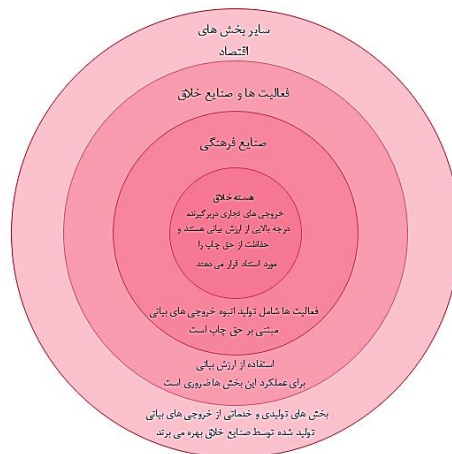 سایر بخش های
اقتصاد
فعالیت ها و صنایع خلاق
صنایع فرهنگی
هسته خلاق
خروجی های تجاری دربرگیرنده
درجه بالایی از ارزش بیانی هستند و
حفاظت از حق چاپ را
مورد استناد قرار می دهند
فعالیت ها شامل تولید انبوه خروجی های بیانی
مبتنی بر حق چاپ است
استفاده از ارزش بیانی
برای عملکرد این بخش ها ضروری است
بخش های تولیدی و خدماتی از خروجی های بیانی
تولید شده توسط صنایع خلاق بهره می برند